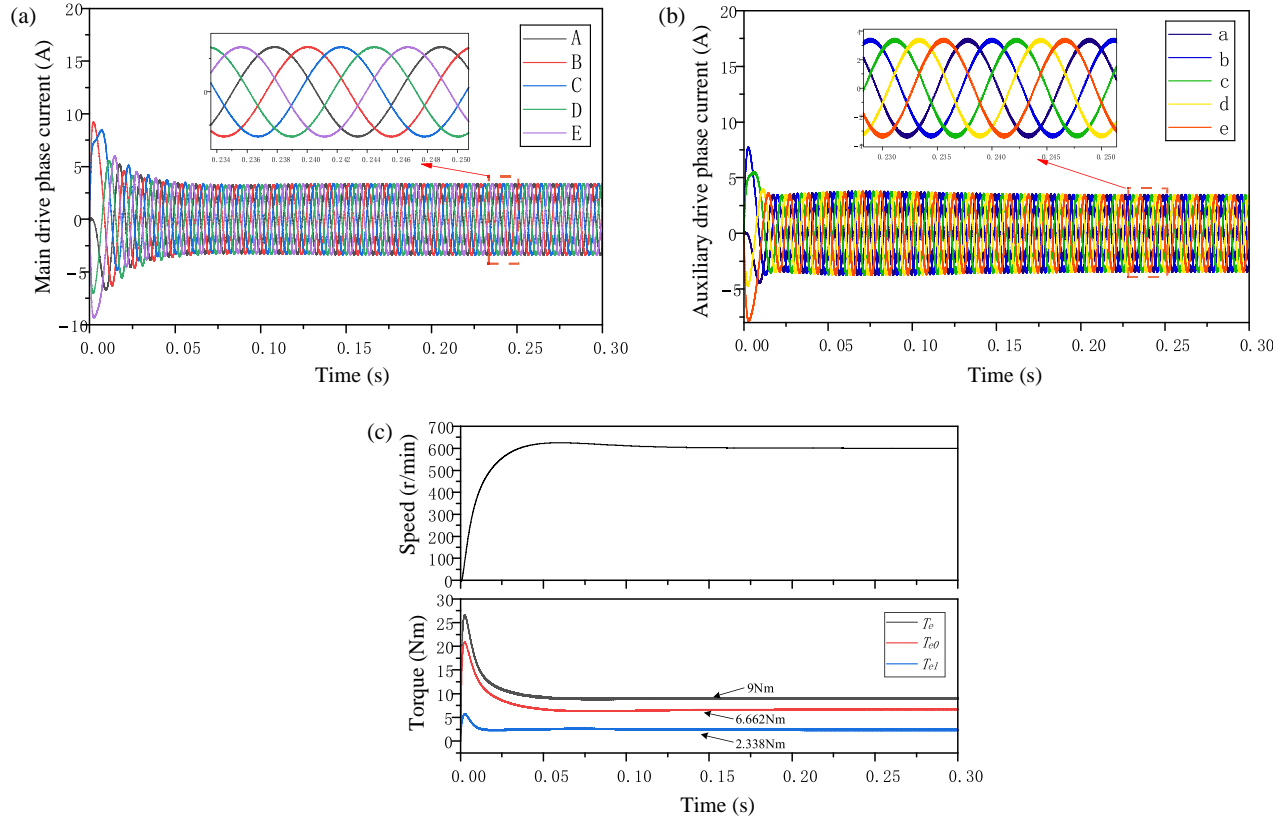 (a)
Main drive phase current (A)
20
15
10
5
0
−5
−10
0
0.234 0.236 0.238 0.240 0.242 0.244 0.246 0.248 0.250
A
B
C
D
E
0.00 0.05 0.10 0.15 0.20 0.25 0.30
Time (s)
(b)
Auxiliary drive phase current (A)
20
15
10
5
0
−5
4
2
0
−2
−4
0.230 0.235 0.240 0.245 0.250
a
b
c
d
e
0.00 0.05 0.10 0.15 0.20 0.25 0.30
Time (s)
(c)
Speed (r/min)
700
600
500
400
300
200
100
0
Torque (Nm)
30
25
20
15
10
5
0
Te
Te0
Te1
9Nm
6.662Nm
2.338Nm
0.00 0.05 0.10 0.15 0.20 0.25 0.30
Time (s)